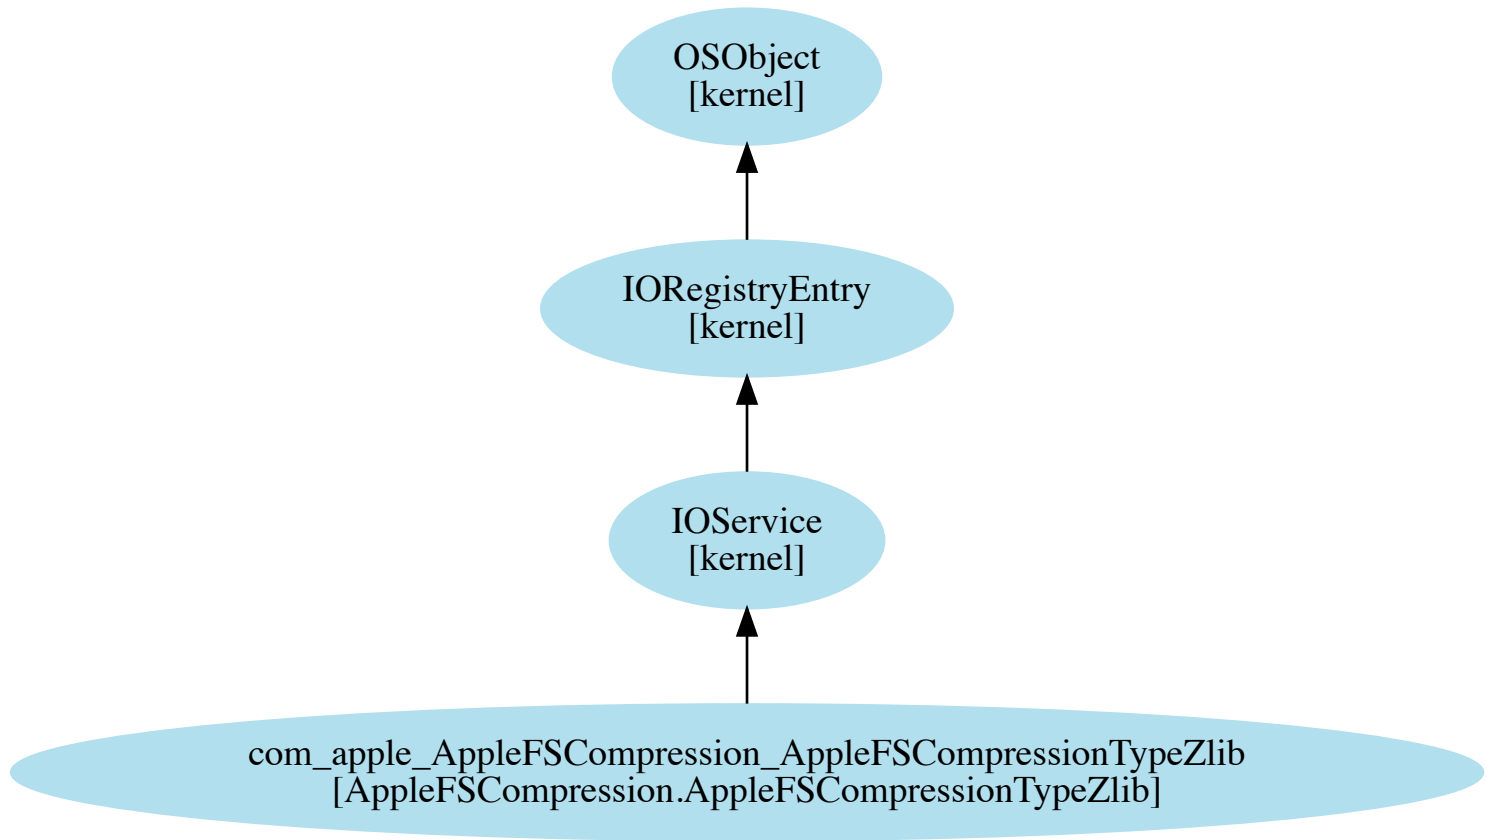 OSObject
[kernel]
IORegistryEntry
[kernel]
IOService
[kernel]
com_apple_AppleFSCompression_AppleFSCompressionTypeZlib
[AppleFSCompression.AppleFSCompressionTypeZlib]